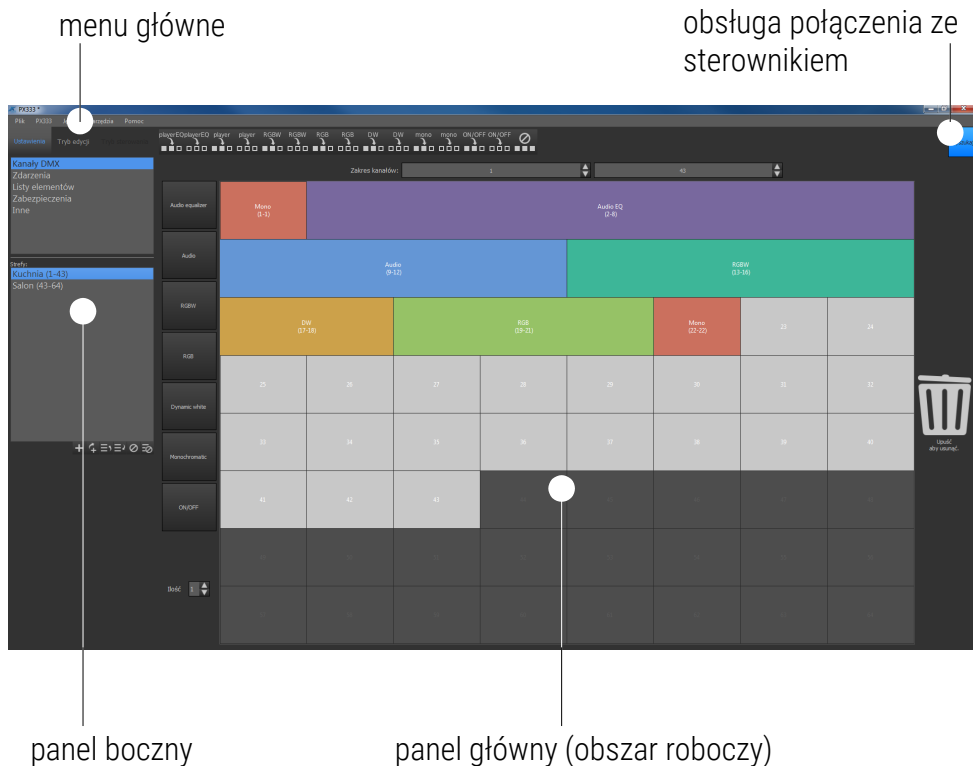 menu główne
obsługa połączenia ze
sterownikiem
PX333 *
Plik PX333 Pomoc
Ustawienia Tryb edycji
playerEQ playerEQ player player RGBW RGBW RGB RGB DW DW mono mono ON/OFF ON/OFF
Kanały DMX
Zdarzenia
Listy elementów
Zabezpieczenia
Inne
Strefy:
Kuchnia (1-43)
Salon (43-64)
Zakres kanałów: 1 43
Audio equalizer
Audio
RGBW
RGB
Dynamic white
Monochromatic
ON/OFF
Ilość 1
Mono
(1-1)
Audio EQ
(2-8)
Audio
(9-12)
RGBW
(13-16)
DW
(17-18)
RGB
(19-21)
Mono
(22-22)
23 24
25 26 27 28 29 30 31 32
33 34 35 36 37 38 39 40
41 42 43
Upuść
aby usunąć.
panel boczny
panel główny (obszar roboczy)